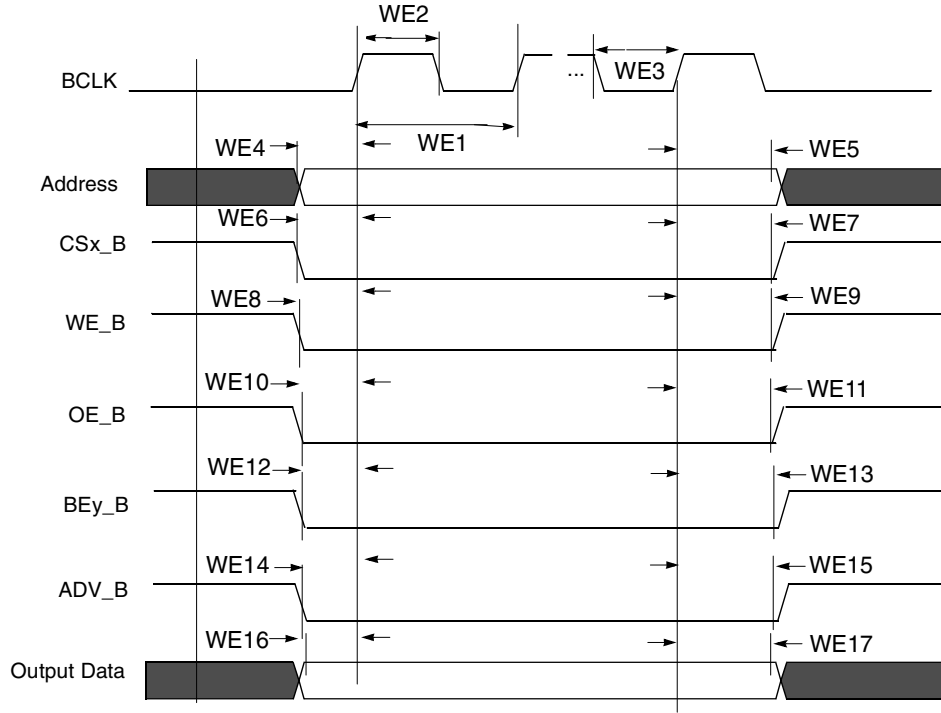 WE2
BCLK
...
WE3
WE1
WE4
WE5
Address
WE6
WE7
CSx_B
WE8
WE9
WE_B
WE10
WE11
OE_B
WE12
WE13
BEy_B
WE14
WE15
ADV_B
WE16
WE17
Output Data